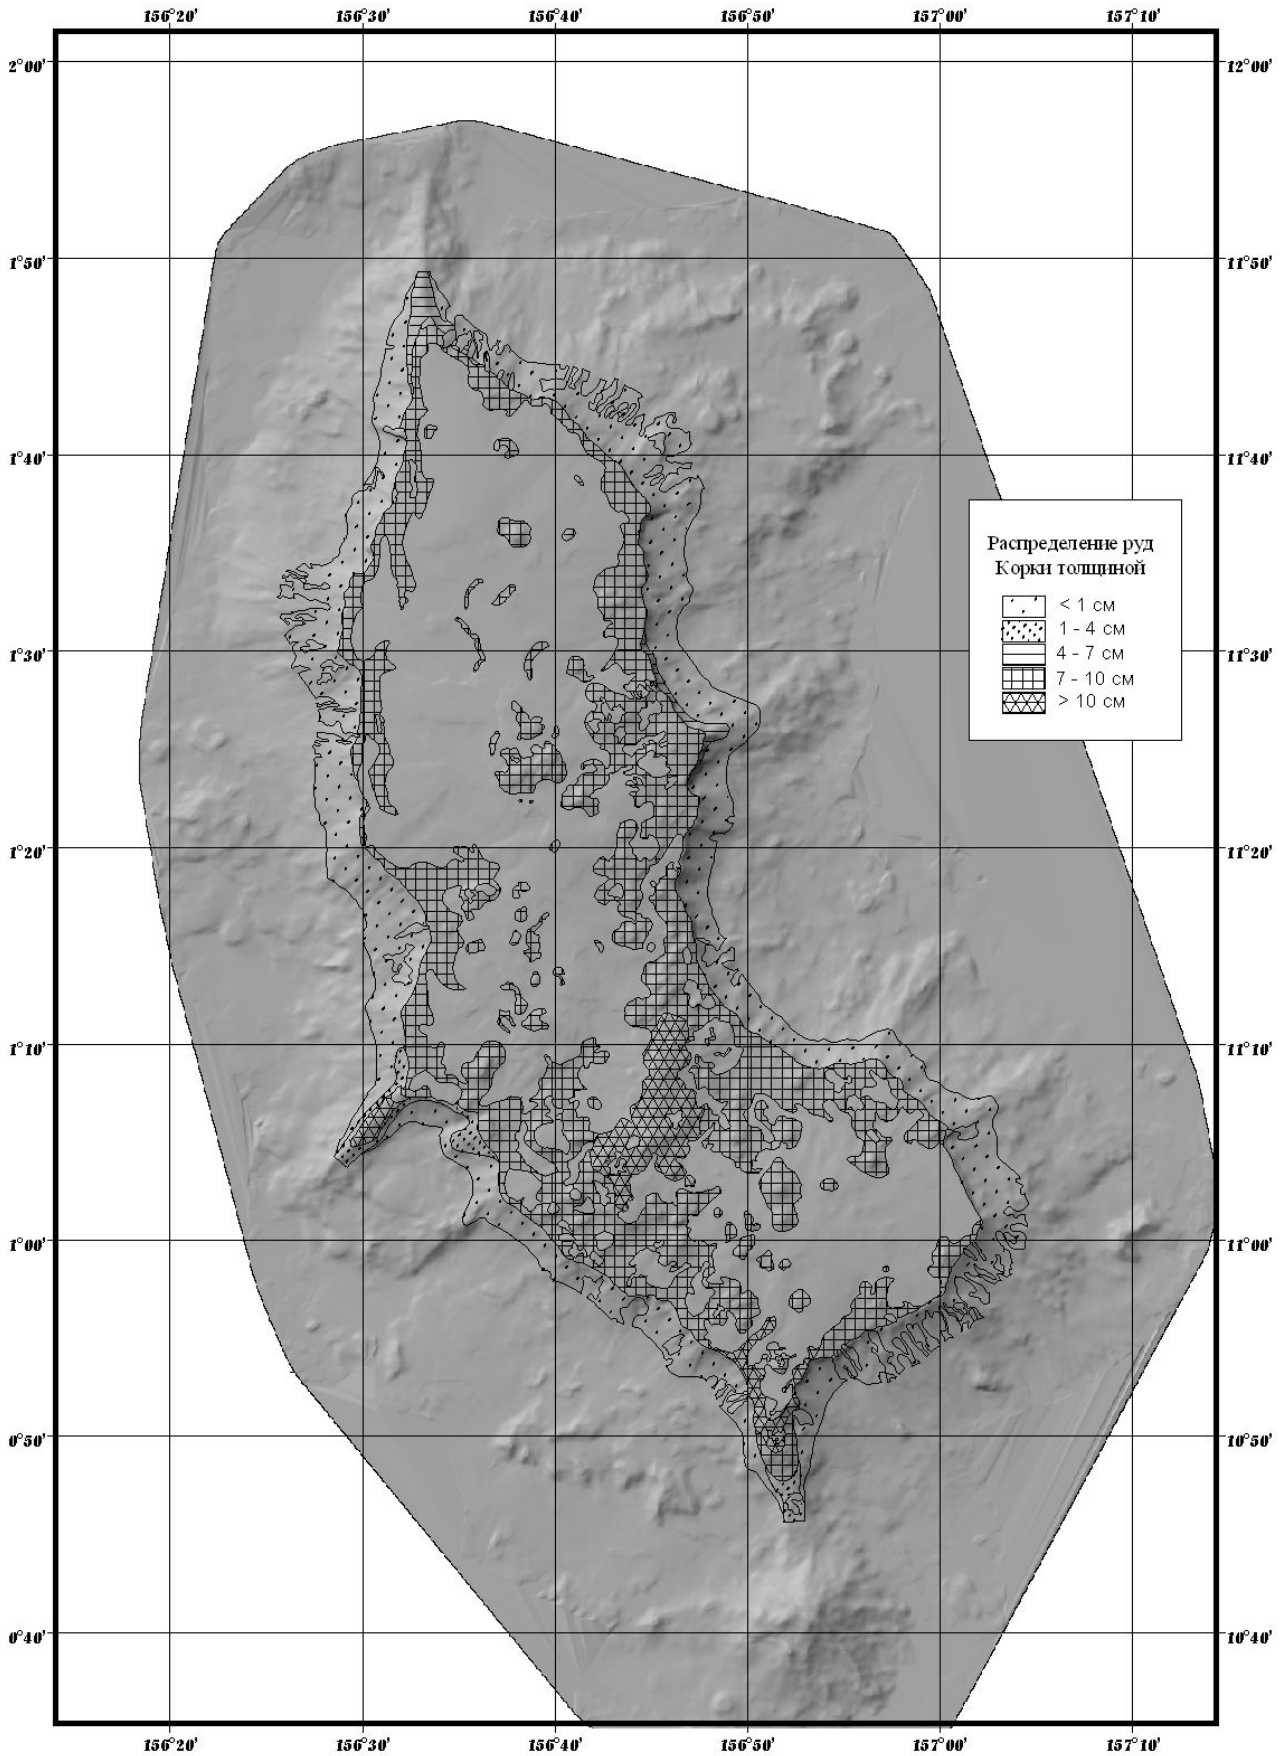 156°20' 156°30' 156°40' 156°50' 157°00' 157°10'
2°00' 12°00'
1°50' 11°50'
1°40' 11°40'
Распределение руд
Корки толщиной
< 1 см
1 - 4 см
4 - 7 см
7 - 10 см
> 10 см
1°30' 11°30'
1°20' 11°20'
1°10' 11°10'
1°00' 11°00'
0°50' 10°50'
0°40' 10°40'
156°20' 156°30' 156°40' 156°50' 157°00' 157°10'